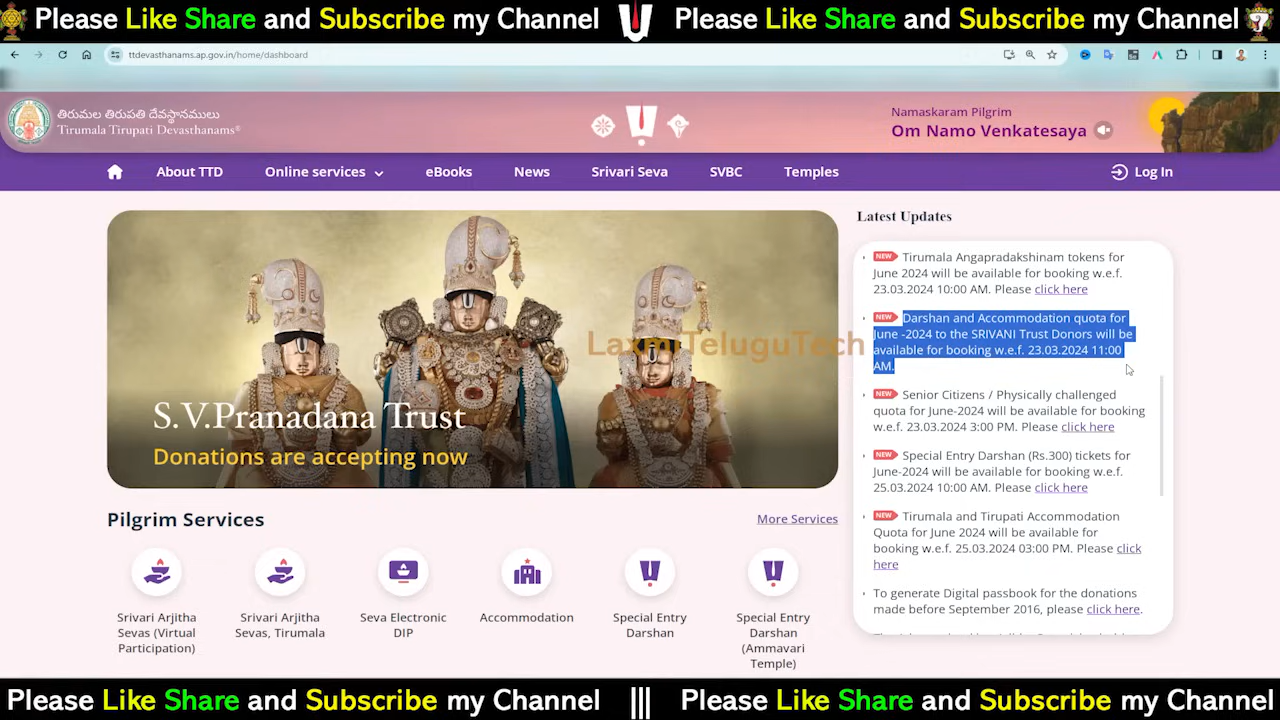 Please Like Share and Subscribe my Channel
Please Like Share and Subscribe my Channel
ttdevasthanams.ap.gov.in/home/dashboard
తిరుమల తిరుపతి దేవస్థానములు
Tirumala Tirupati Devasthanams®
Namaskaram Pilgrim
Om Namo Venkatesaya
About TTD
Online services
eBooks
News
Srivari Seva
SVBC
Temples
Log In
S.V.Pranadana Trust
Donations are accepting now
LaxmiTeluguTech
Latest Updates
NEW Tirumala Angapradakshinam tokens for
June 2024 will be available for booking w.e.f.
23.03.2024 10:00 AM. Please click here
NEW Darshan and Accommodation quota for
June -2024 to the SRIVANI Trust Donors will be
available for booking w.e.f. 23.03.2024 11:00
AM.
NEW Senior Citizens / Physically challenged
quota for June-2024 will be available for booking
w.e.f. 23.03.2024 3:00 PM. Please click here
NEW Special Entry Darshan (Rs.300) tickets for
June-2024 will be available for booking w.e.f.
25.03.2024 10:00 AM. Please click here
NEW Tirumala and Tirupati Accommodation
Quota for June 2024 will be available for
booking w.e.f. 25.03.2024 03:00 PM. Please click
here
To generate Digital passbook for the donations
made before September 2016, please click here.
Pilgrim Services
More Services
Srivari Arjitha
Sevas (Virtual
Participation)
Srivari Arjitha
Sevas, Tirumala
Seva Electronic
DIP
Accommodation
Special Entry
Darshan
Special Entry
Darshan
(Ammavari
Temple)
Please Like Share and Subscribe my Channel
|||
Please Like Share and Subscribe my Channel